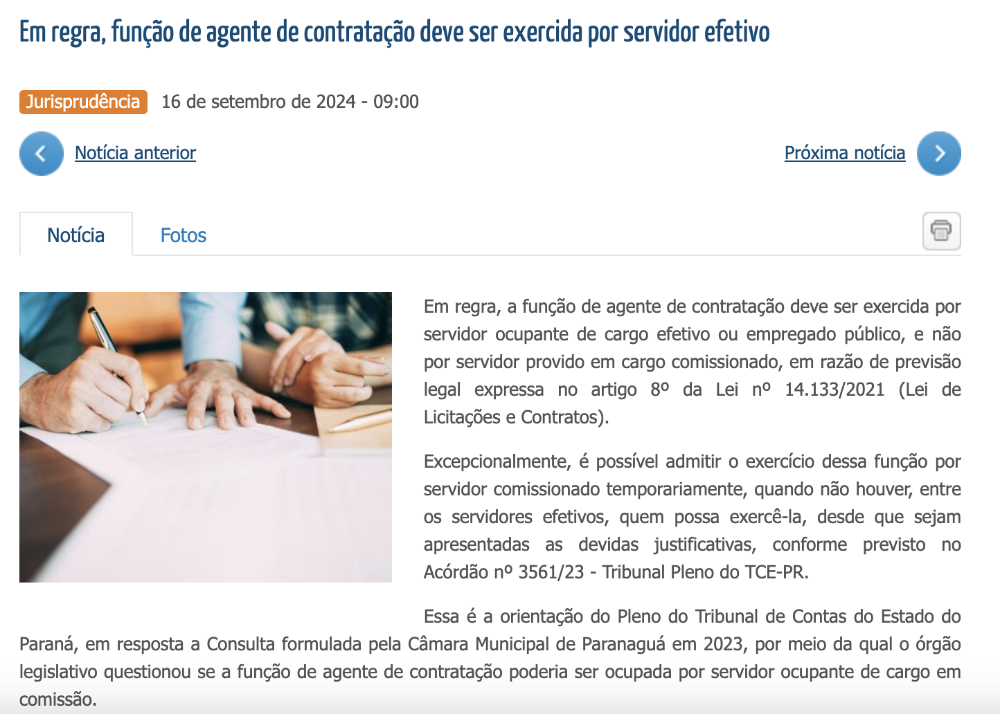 Em regra, função de agente de contratação deve ser exercida por servidor efetivo
Jurisprudência 16 de setembro de 2024 - 09:00
Notícia anterior
Próxima notícia
Notícia
Fotos
Em regra, a função de agente de contratação deve ser exercida por
servidor ocupante de cargo efetivo ou empregado público, e não
por servidor provido em cargo comissionado, em razão de previsão
legal expressa no artigo 8º da Lei nº 14.133/2021 (Lei de
Licitações e Contratos).
Excepcionalmente, é possível admitir o exercício dessa função por
servidor comissionado temporariamente, quando não houver, entre
os servidores efetivos, quem possa exercê-la, desde que sejam
apresentadas as devidas justificativas, conforme previsto no
Acórdão nº 3561/23 - Tribunal Pleno do TCE-PR.
Essa é a orientação do Pleno do Tribunal de Contas do Estado do
Paraná, em resposta a Consulta formulada pela Câmara Municipal de Paranaguá em 2023, por meio da qual o órgão
legislativo questionou se a função de agente de contratação poderia ser ocupada por servidor ocupante de cargo em
comissão.